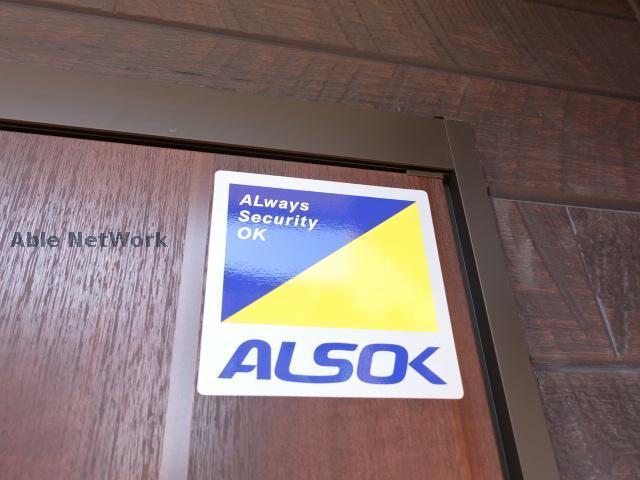 ALways
Security
OK
Able NetWork
ALSOK